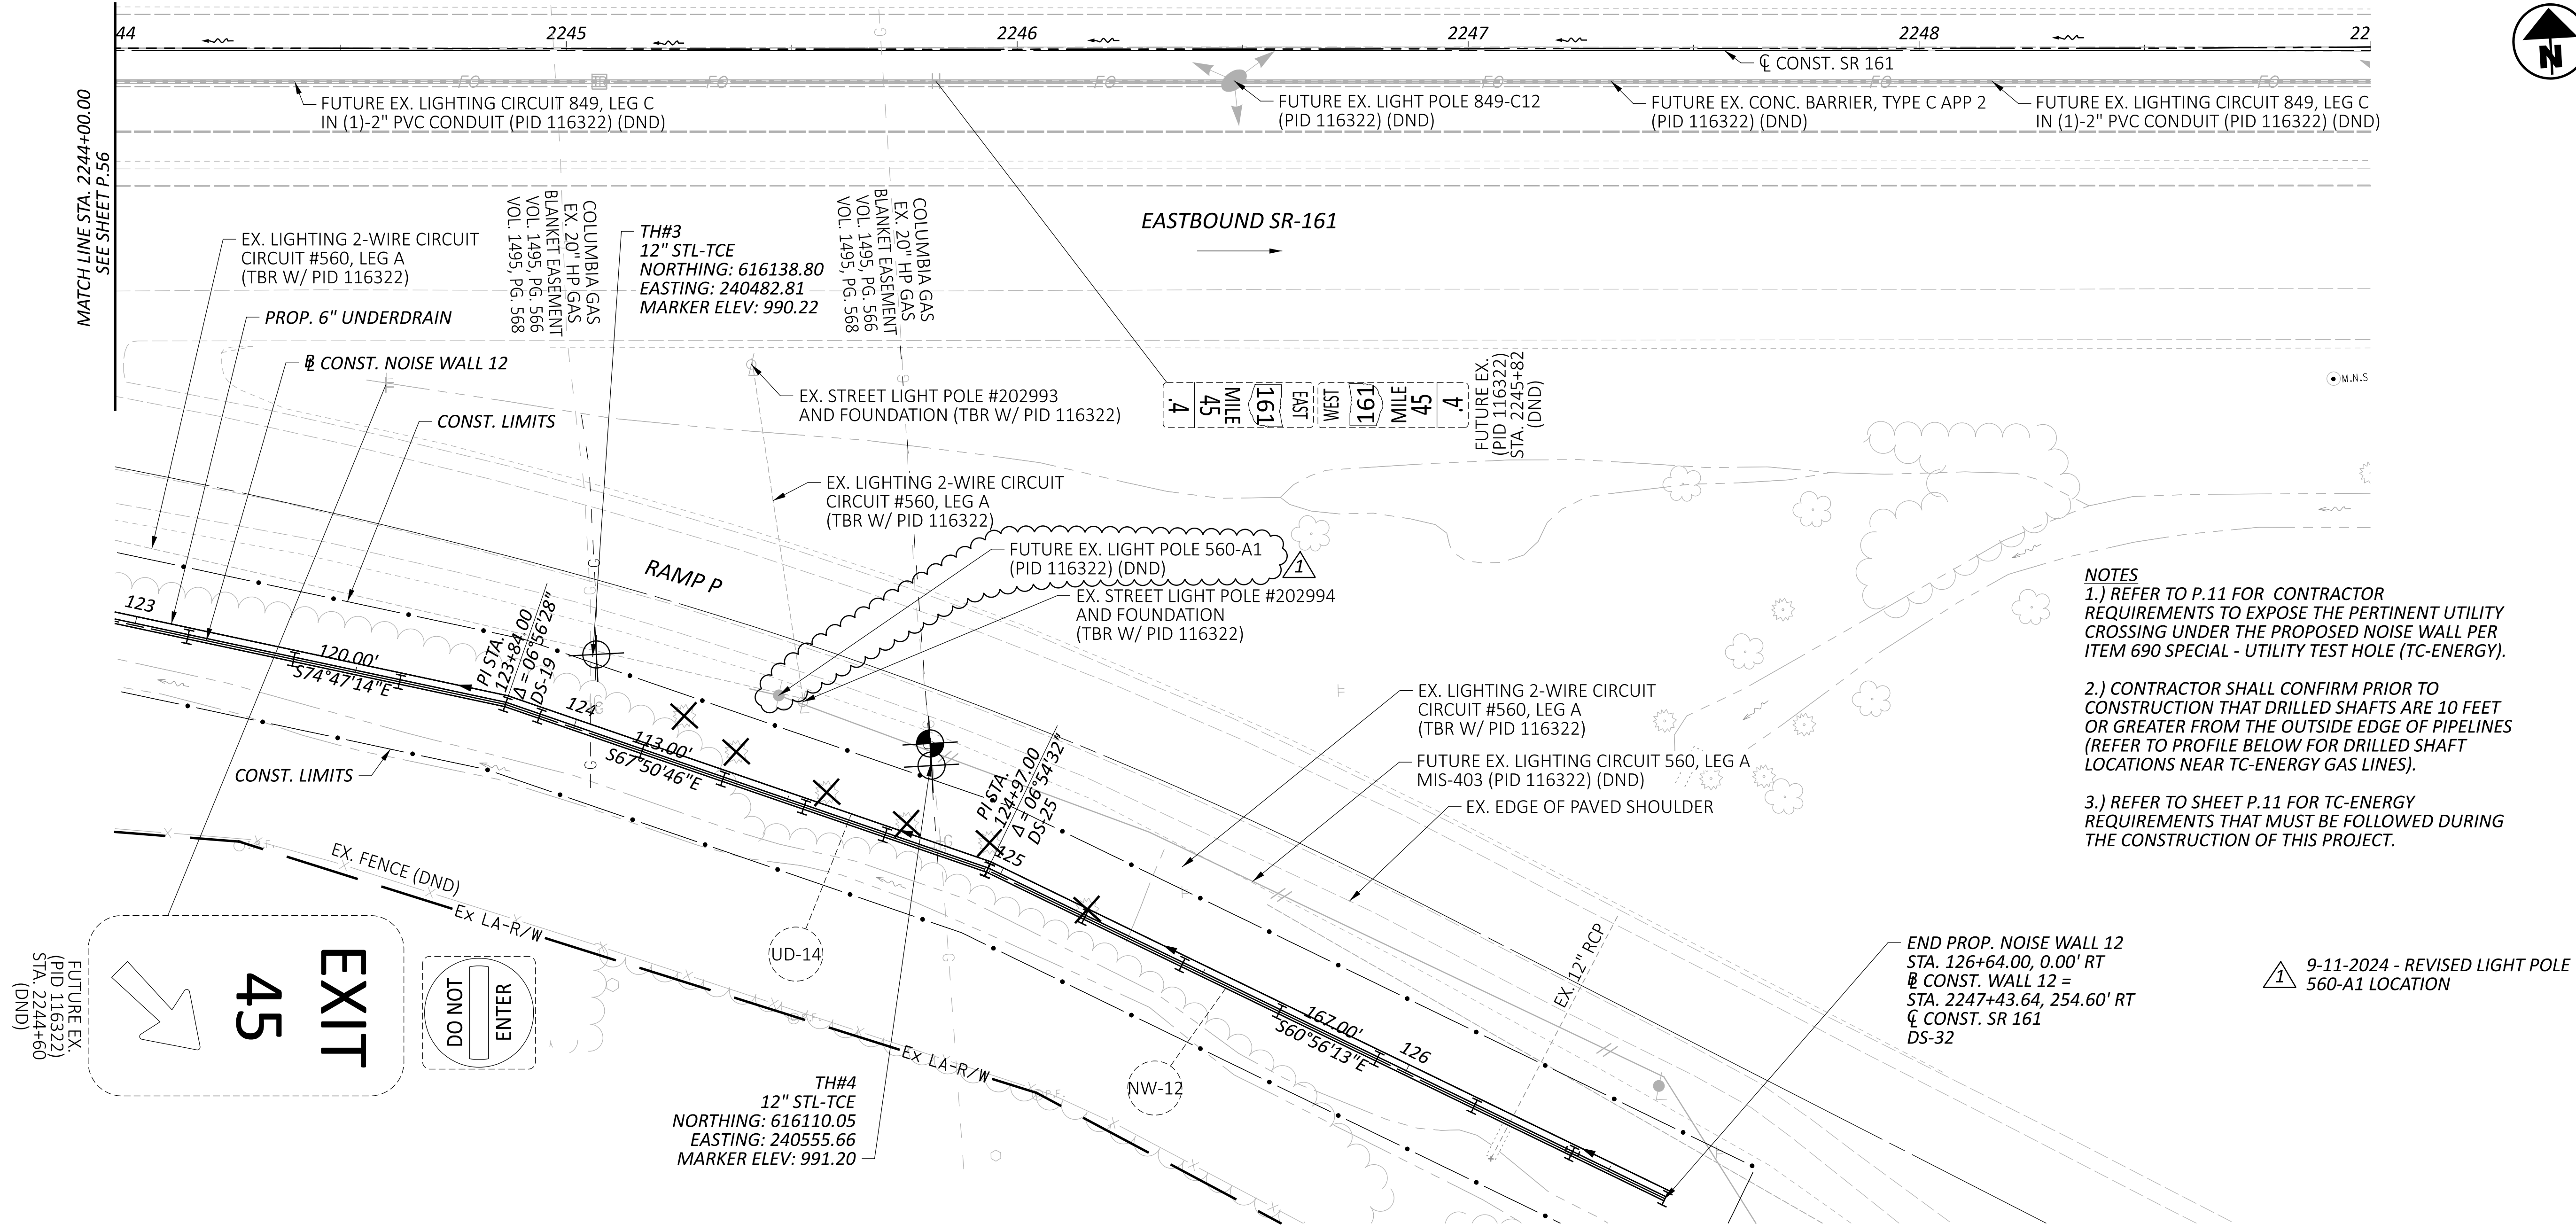 44
2245
2246
2247
2248
22
N
℄ CONST. SR 161
FUTURE EX. LIGHTING CIRCUIT 849, LEG C
IN (1)-2" PVC CONDUIT (PID 116322) (DND)
FUTURE EX. LIGHT POLE 849-C12
(PID 116322) (DND)
FUTURE EX. CONC. BARRIER, TYPE C APP 2
(PID 116322) (DND)
FUTURE EX. LIGHTING CIRCUIT 849, LEG C
IN (1)-2" PVC CONDUIT (PID 116322) (DND)
FO
FO
FO
FO
FO
FO
MATCH LINE STA. 2244+00.00
SEE SHEET P.56
EASTBOUND SR-161
EX. LIGHTING 2-WIRE CIRCUIT
CIRCUIT #560, LEG A
(TBR W/ PID 116322)
PROP. 6" UNDERDRAIN
B/L CONST. NOISE WALL 12
CONST. LIMITS
COLUMBIA GAS
EX. 20" HP GAS
BLANKET EASEMENT
VOL. 1495, PG. 566
VOL. 1495, PG. 568
TH#3
12" STL-TCE
NORTHING: 616138.80
EASTING: 240482.81
MARKER ELEV: 990.22
COLUMBIA GAS
EX. 20" HP GAS
BLANKET EASEMENT
VOL. 1495, PG. 566
VOL. 1495, PG. 568
EX. STREET LIGHT POLE #202993
AND FOUNDATION (TBR W/ PID 116322)
EAST
161
MILE
45
.4
WEST
161
MILE
45
.4
FUTURE EX.
(PID 116322)
STA. 2245+82
(DND)
M.N.S
EX. LIGHTING 2-WIRE CIRCUIT
CIRCUIT #560, LEG A
(TBR W/ PID 116322)
FUTURE EX. LIGHT POLE 560-A1
(PID 116322) (DND)
1
EX. STREET LIGHT POLE #202994
AND FOUNDATION
(TBR W/ PID 116322)
RAMP P
123
120.00'
S74°47'14"E
PI STA.
123+84.00
Δ = 06°56'28"
DS-19
124
113.00'
S67°50'46"E
PI STA.
124+97.00
Δ = 06°54'32"
DS-25
125
167.00'
S60°56'13"E
126
CONST. LIMITS
EX. LIGHTING 2-WIRE CIRCUIT
CIRCUIT #560, LEG A
(TBR W/ PID 116322)
FUTURE EX. LIGHTING CIRCUIT 560, LEG A
MIS-403 (PID 116322) (DND)
EX. EDGE OF PAVED SHOULDER
NOTES
1.) REFER TO P.11 FOR CONTRACTOR
REQUIREMENTS TO EXPOSE THE PERTINENT UTILITY
CROSSING UNDER THE PROPOSED NOISE WALL PER
ITEM 690 SPECIAL - UTILITY TEST HOLE (TC-ENERGY).
2.) CONTRACTOR SHALL CONFIRM PRIOR TO
CONSTRUCTION THAT DRILLED SHAFTS ARE 10 FEET
OR GREATER FROM THE OUTSIDE EDGE OF PIPELINES
(REFER TO PROFILE BELOW FOR DRILLED SHAFT
LOCATIONS NEAR TC-ENERGY GAS LINES).
3.) REFER TO SHEET P.11 FOR TC-ENERGY
REQUIREMENTS THAT MUST BE FOLLOWED DURING
THE CONSTRUCTION OF THIS PROJECT.
EX. FENCE (DND)
Ex LA-R/W
Ex LA-R/W
UD-14
NW-12
EX. 12" RCP
EXIT
45
FUTURE EX.
(PID 116322)
STA. 2244+60
(DND)
DO NOT
ENTER
TH#4
12" STL-TCE
NORTHING: 616110.05
EASTING: 240555.66
MARKER ELEV: 991.20
END PROP. NOISE WALL 12
STA. 126+64.00, 0.00' RT
B/L CONST. WALL 12 =
STA. 2247+43.64, 254.60' RT
℄ CONST. SR 161
DS-32
1
9-11-2024 - REVISED LIGHT POLE
560-A1 LOCATION